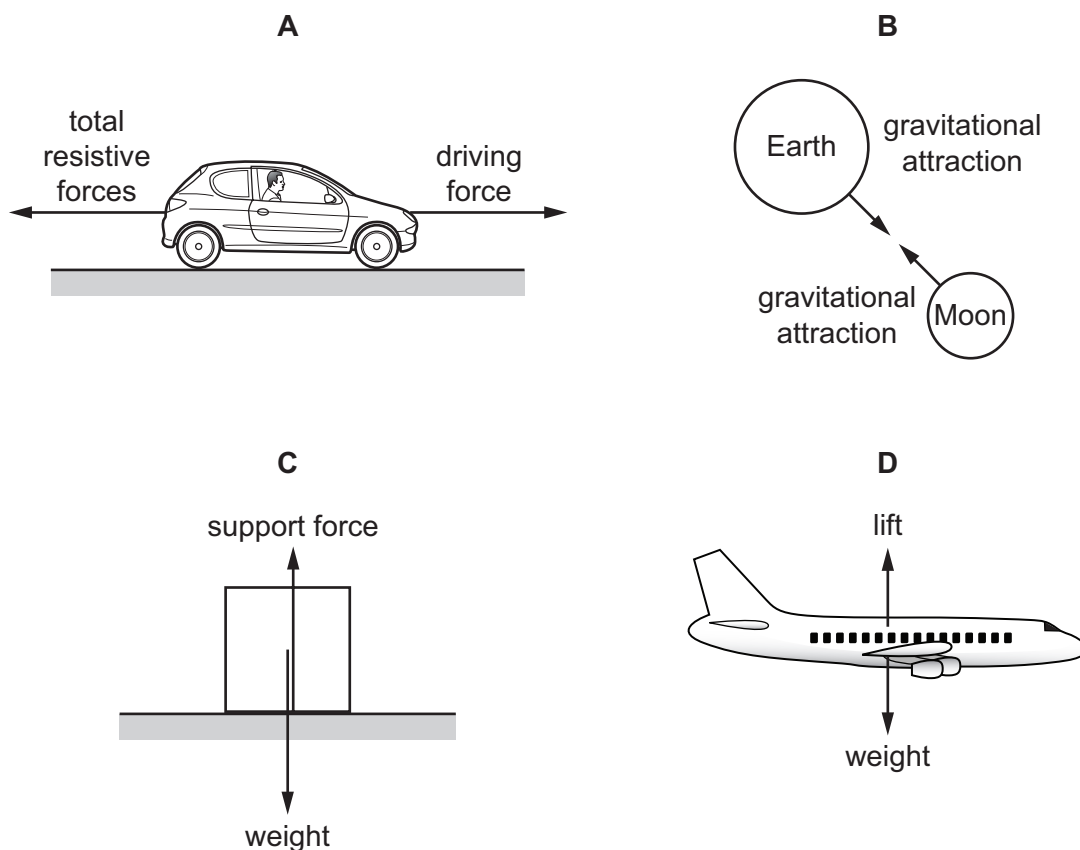 A
total
resistive
forces
driving
force
B
Earth
gravitational
attraction
gravitational
attraction
Moon
C
support force
weight
D
lift
weight